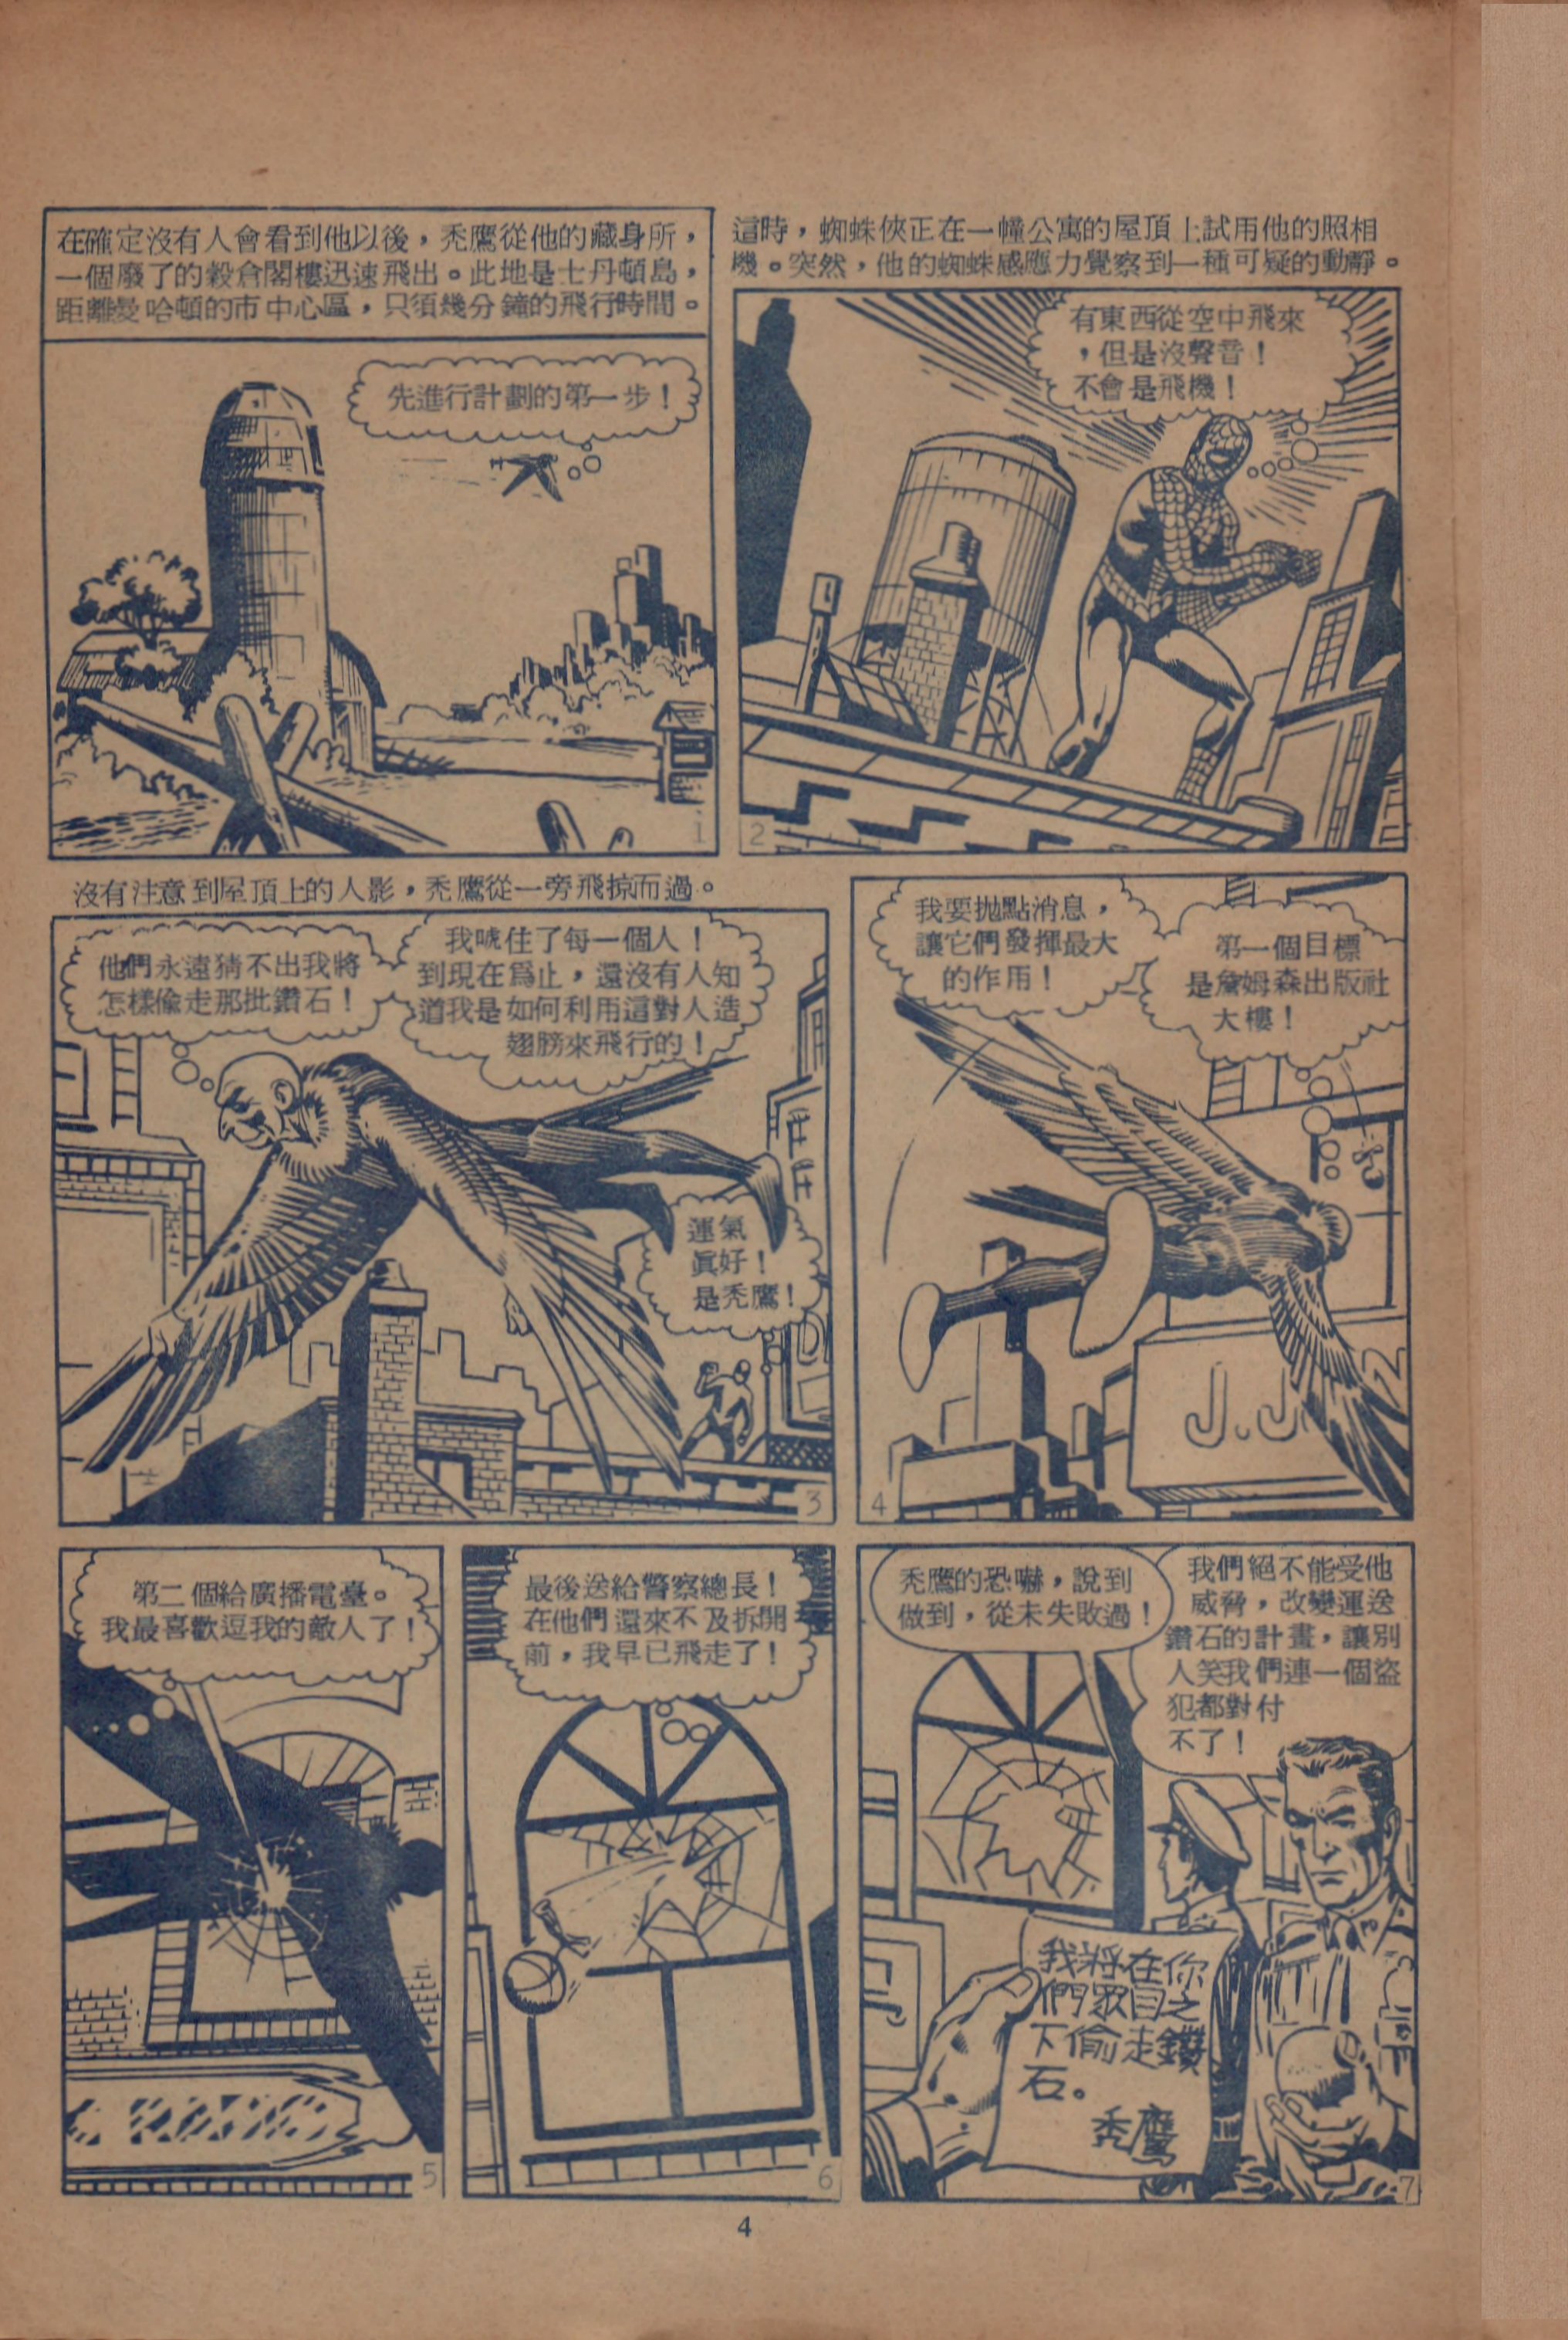 在確定沒有人會看到他以後，禿鷹從他的藏身所，
一個廢了的穀倉閣樓迅速飛出。此地是士丹頓島，
距離曼哈頓的市中心區，只須幾分鐘的飛行時間。
先進行計劃的第一步！
1
這時，蜘蛛俠正在一幢公寓的屋頂上試用他的照相
機。突然，他的蜘蛛感應力覺察到一種可疑的動靜。
有東西從空中飛來
，但是沒聲音！
不會是飛機！
2
沒有注意到屋頂上的人影，禿鷹從一旁飛掠而過。
他們永遠猜不出我將
怎樣偷走那批鑽石！
我唬住了每一個人！
到現在爲止，還沒有人知
道我是如何利用這對人造
翅膀來飛行的！
運氣
眞好！
是禿鷹！
3
我要拋點消息，
讓它們發揮最大
的作用！
第一個目標
是詹姆森出版社
大樓！
J.J
4
第二個給廣播電臺。
我最喜歡逗我的敵人了！
5
最後送給警察總長！
在他們還來不及拆開
前，我早已飛走了！
6
禿鷹的恐嚇，說到
做到，從未失敗過！
我們絕不能受他
威脅，改變運送
鑽石的計畫，讓別
人笑我們連一個盜
犯都對付
不了！
我將在你
們眾目之
下偷走鑽
石。
禿鷹
7
4